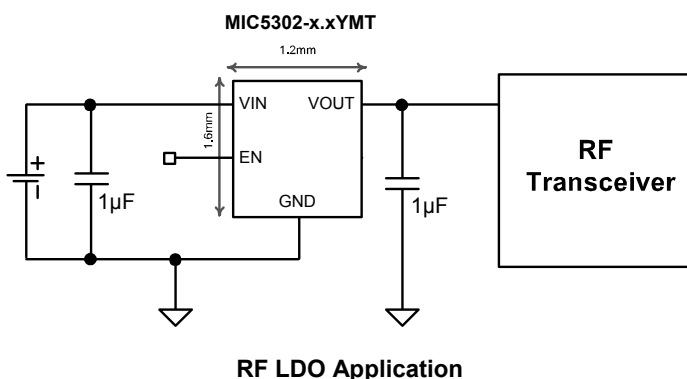 MIC5302-x.xYMT
1.2mm
VIN
VOUT
1.6mm
EN
GND
+
1µF
1µF
RF
Transceiver
RF LDO Application